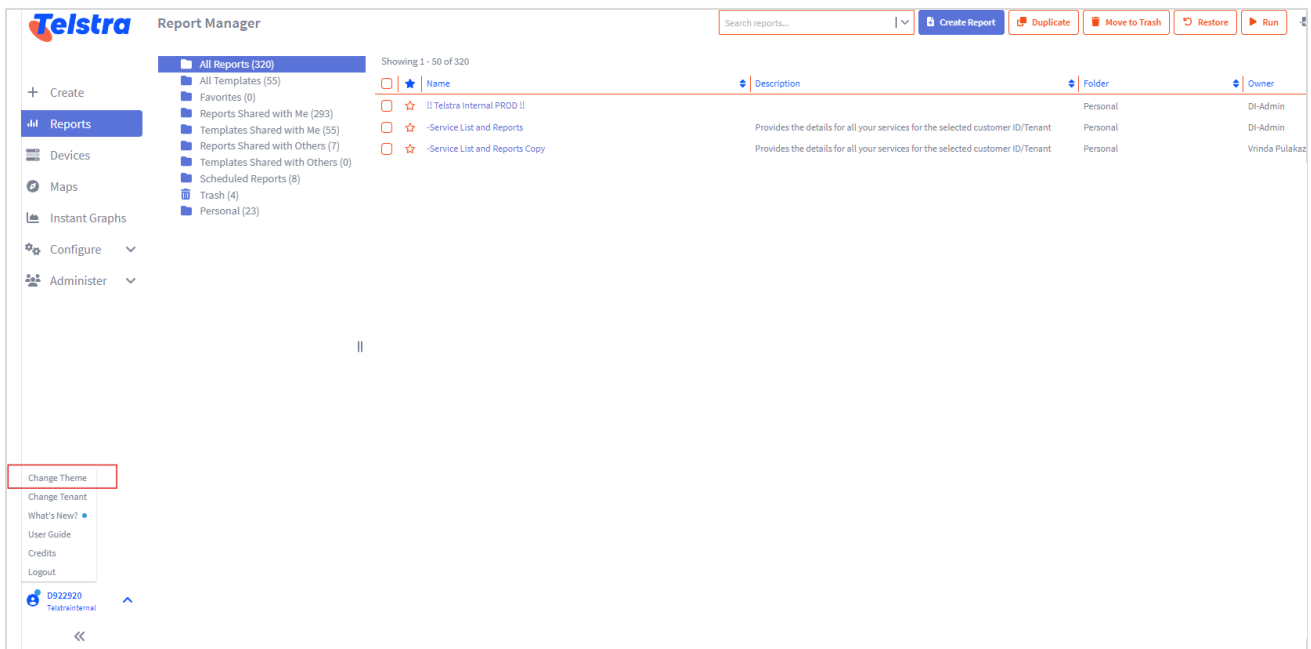 Telstra
Report Manager
Search reports...
Create Report
Duplicate
Move to Trash
Restore
Run
Create
Reports
Devices
Maps
Instant Graphs
Configure
Administer
All Reports (320)
All Templates (55)
Favorites (0)
Reports Shared with Me (293)
Templates Shared with Me (55)
Reports Shared with Others (7)
Templates Shared with Others (0)
Scheduled Reports (8)
Trash (4)
Personal (23)
Showing 1 - 50 of 320
Name Description Folder Owner
!! Telstra Internal PROD !! Personal DI-Admin
-Service List and Reports Provides the details for all your services for the selected customer ID/Tenant Personal DI-Admin
-Service List and Reports Copy Provides the details for all your services for the selected customer ID/Tenant Personal Vrinda Pulakaz
Change Theme
Change Tenant
What's New?
User Guide
Credits
Logout
D922920
Telstrainternal